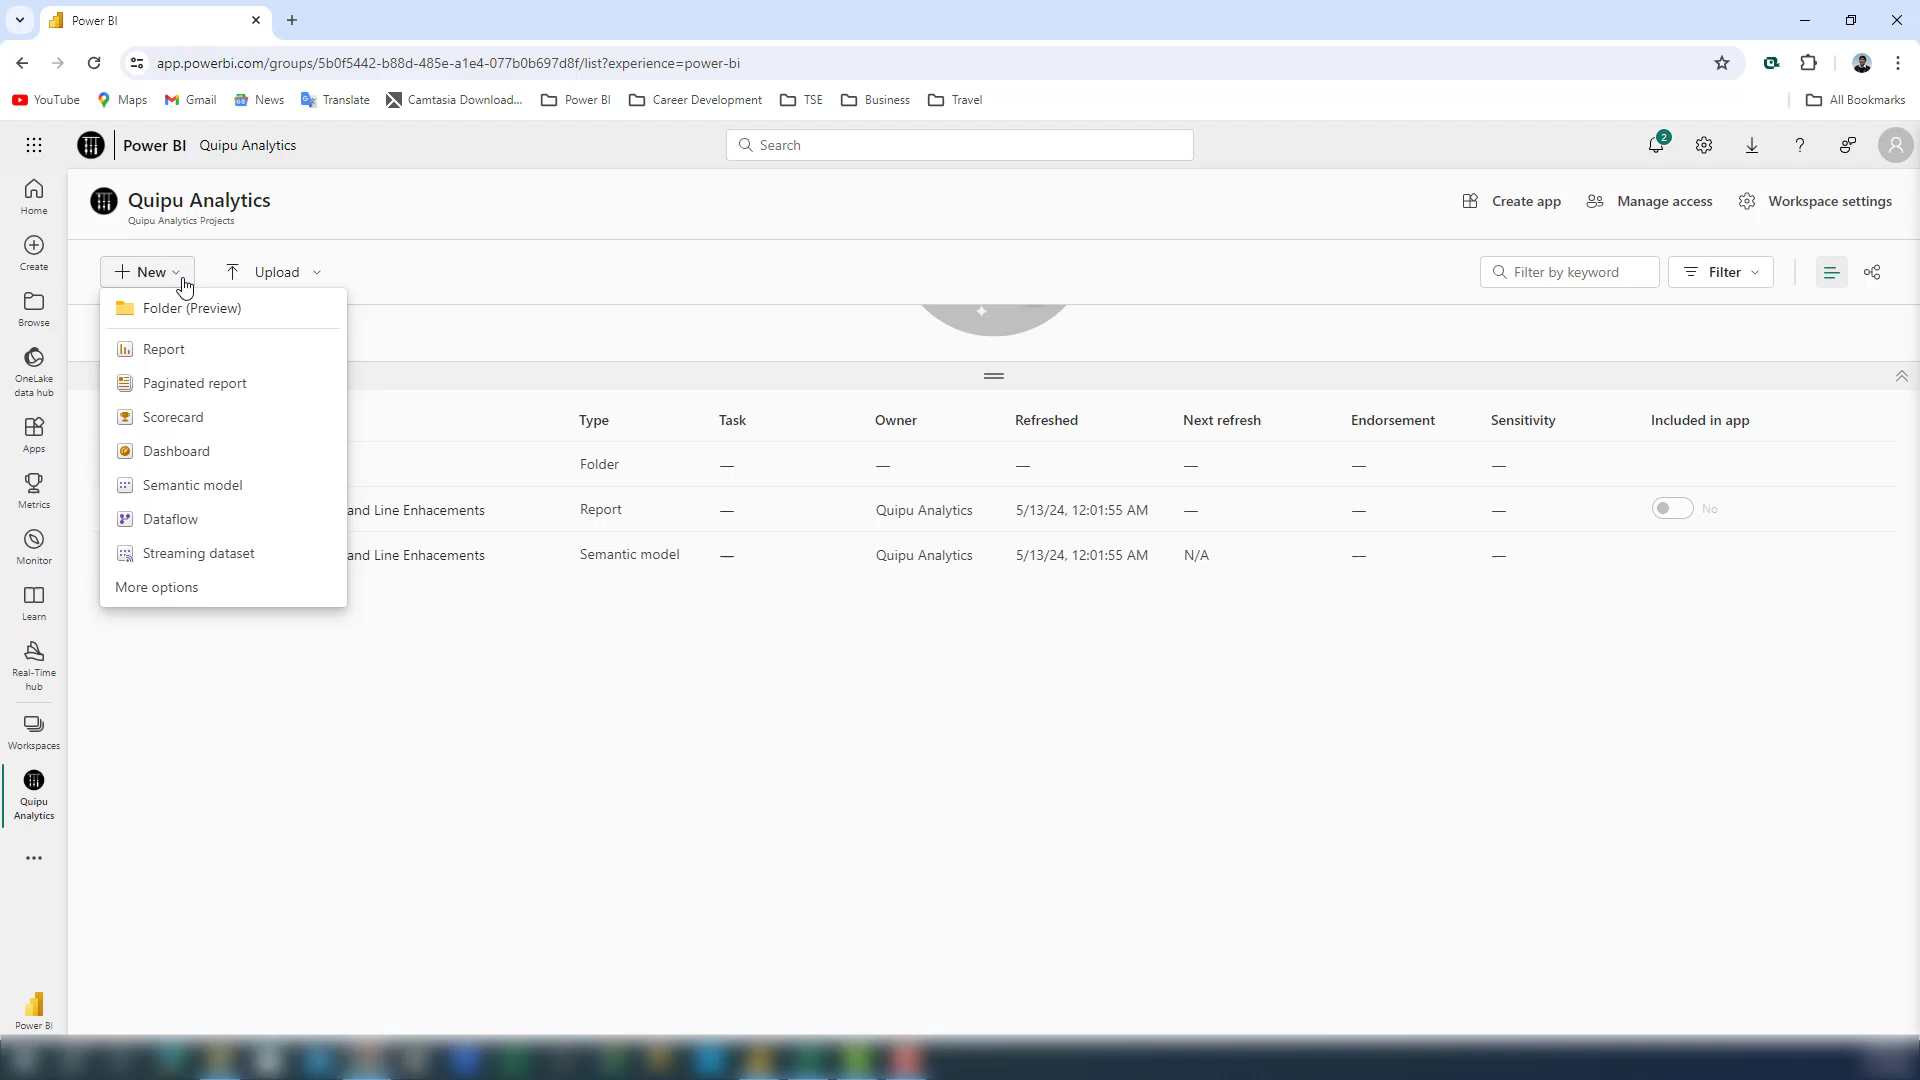 Power BI
app.powerbi.com/groups/5b0f5442-b88d-485e-a1e4-077b0b697d8f/list?experience=power-bi
YouTube Maps Gmail News Translate Camtasia Download... Power BI Career Development TSE Business Travel All Bookmarks
Power BI Quipu Analytics Search 2
Home
Create
Browse
OneLake
data hub
Apps
Metrics
Monitor
Learn
Real-Time
hub
Workspaces
Quipu
Analytics
Power BI
Quipu Analytics
Quipu Analytics Projects
Create app Manage access Workspace settings
New Upload Filter by keyword Filter
Folder (Preview)
Report
Paginated report
Scorecard
Dashboard
Semantic model
Dataflow
Streaming dataset
More options
Type Task Owner Refreshed Next refresh Endorsement Sensitivity Included in app
Folder — — — — — —
and Line Enhacements Report — Quipu Analytics 5/13/24, 12:01:55 AM — — — No
and Line Enhacements Semantic model — Quipu Analytics 5/13/24, 12:01:55 AM N/A — —